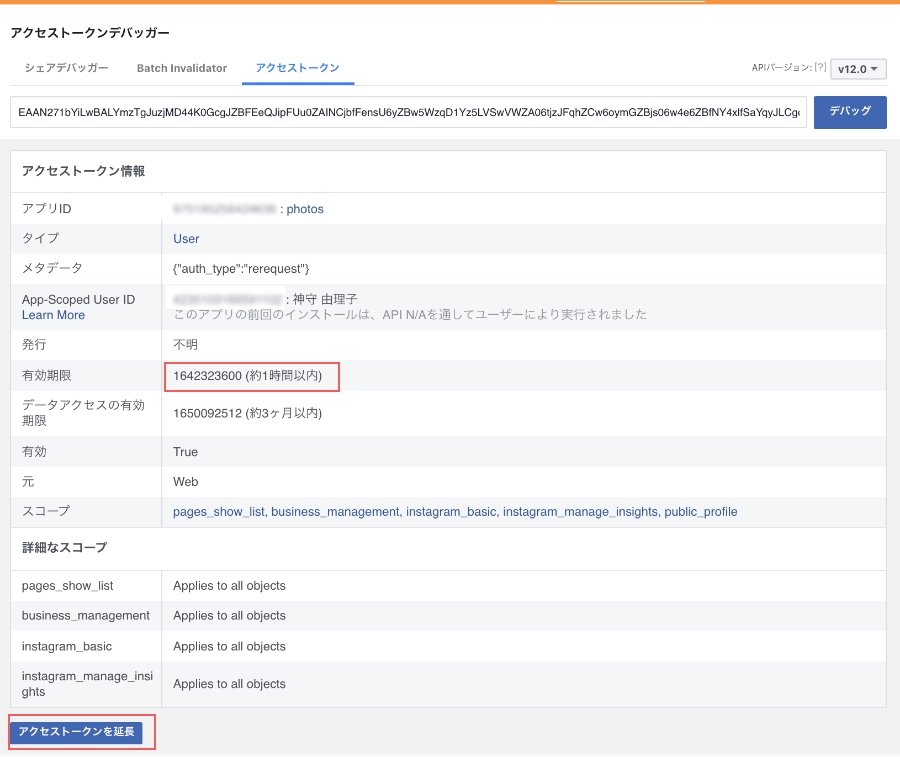 アクセストークンデバッガー
シェアデバッガー Batch Invalidator アクセストークン APIバージョン: [?] v12.0
デバッグ
アクセストークン情報
アプリID : photos
タイプ User
メタデータ {"auth_type":"rerequest"}
App-Scoped User ID : 神守 由理子
Learn More このアプリの前回のインストールは、API N/Aを通してユーザーにより実行されました
発行 不明
有効期限 1642323600 (約1時間以内)
データアクセスの有効
期限 1650092512 (約3ヶ月以内)
有効 True
元 Web
スコープ pages_show_list, business_management, instagram_basic, instagram_manage_insights, public_profile
詳細なスコープ
pages_show_list Applies to all objects
business_management Applies to all objects
instagram_basic Applies to all objects
instagram_manage_insi
ghts Applies to all objects
アクセストークンを延長